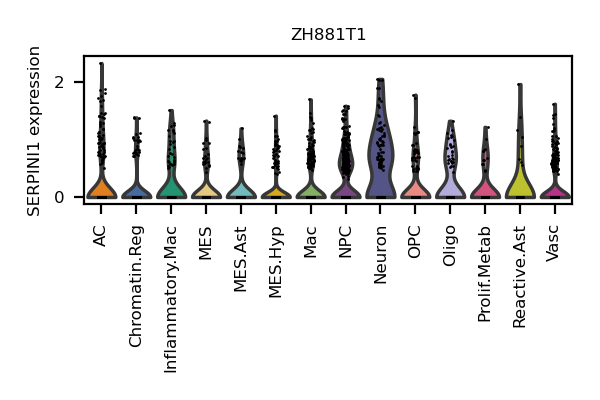 ZH881T1
SERPINI1 expression
2
0
AC
Chromatin.Reg
Inflammatory.Mac
MES
MES.Ast
MES.Hyp
Mac
NPC
Neuron
OPC
Oligo
Prolif.Metab
Reactive.Ast
Vasc